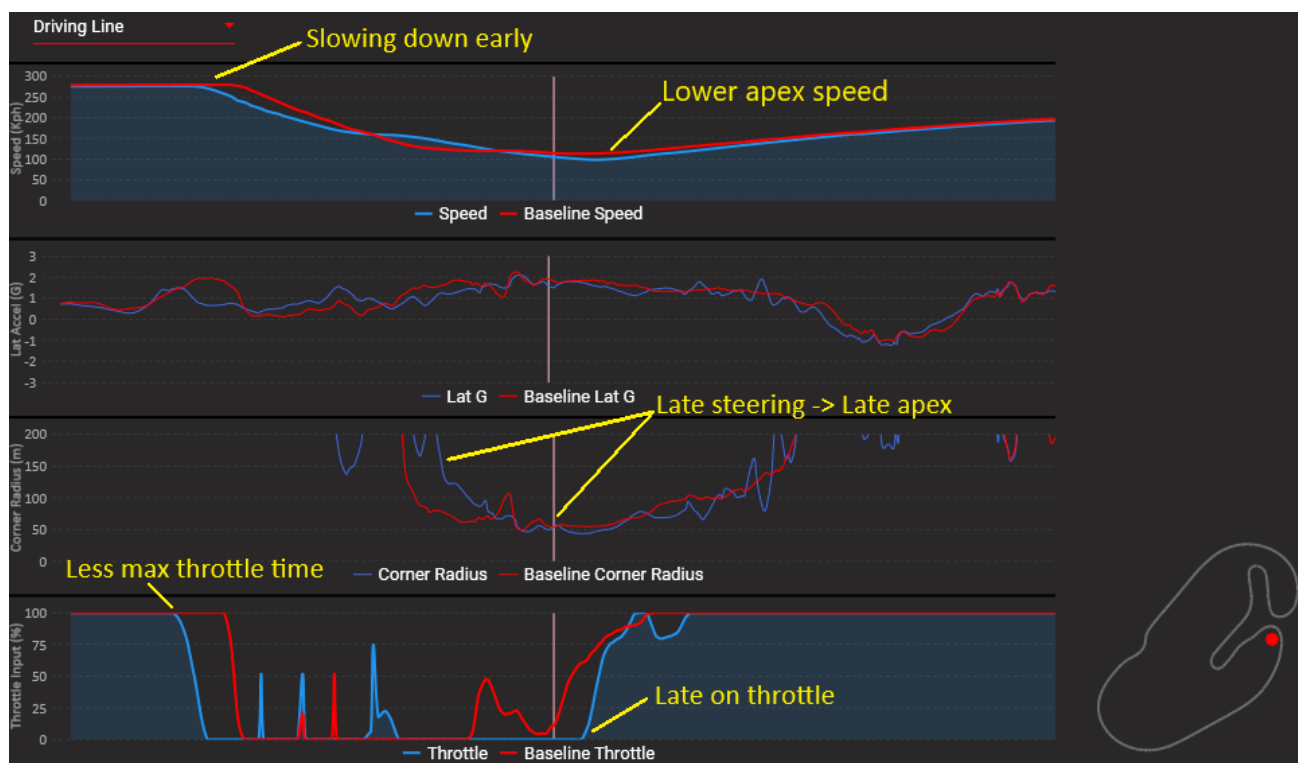 Driving Line
Slowing down early
Lower apex speed
Speed (Kph)
300
250
200
150
100
50
0
Speed
Baseline Speed
Lat Accel (G)
3
2
1
0
-1
-2
-3
Lat G
Baseline Lat G
Late steering -> Late apex
Corner Radius (m)
200
150
100
50
0
Less max throttle time
Corner Radius
Baseline Corner Radius
Throttle Input (%)
100
75
50
25
0
Late on throttle
Throttle
Baseline Throttle